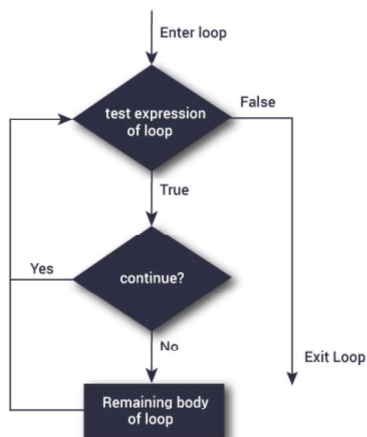 Enter loop
test expression
of loop
False
True
Yes
continue?
No
Exit Loop
Remaining body
of loop